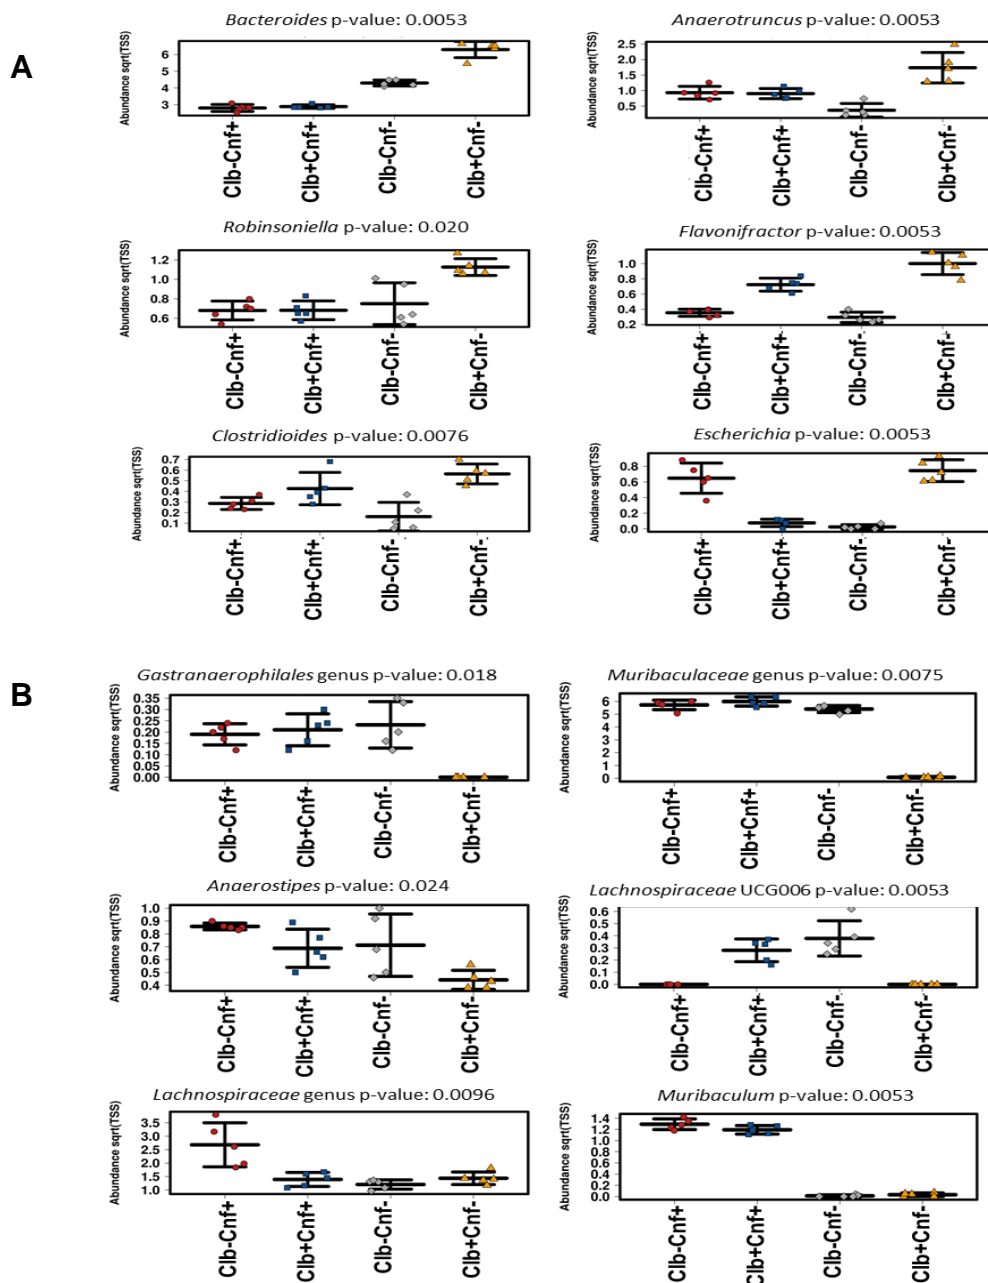 A
Bacteroides p-value: 0.0053
Abundance sqrt(TSS)
6
5
4
3
Clb-Cnf+
Clb+Cnf+
Clb-Cnf-
Clb+Cnf-
Anaerotruncus p-value: 0.0053
Abundance sqrt(TSS)
2.5
2.0
1.5
1.0
0.5
Clb-Cnf+
Clb+Cnf+
Clb-Cnf-
Clb+Cnf-
Robinsoniella p-value: 0.020
Abundance sqrt(TSS)
1.2
1.0
0.8
0.6
Clb-Cnf+
Clb+Cnf+
Clb-Cnf-
Clb+Cnf-
Flavonifractor p-value: 0.0053
Abundance sqrt(TSS)
1.0
0.8
0.6
0.4
0.2
Clb-Cnf+
Clb+Cnf+
Clb-Cnf-
Clb+Cnf-
Clostridioides p-value: 0.0076
Abundance sqrt(TSS)
0.7
0.6
0.5
0.4
0.3
0.2
0.1
Clb-Cnf+
Clb+Cnf+
Clb-Cnf-
Clb+Cnf-
Escherichia p-value: 0.0053
Abundance sqrt(TSS)
0.8
0.6
0.4
0.2
0.0
Clb-Cnf+
Clb+Cnf+
Clb-Cnf-
Clb+Cnf-
B
Gastranaerophilales genus p-value: 0.018
Abundance sqrt(TSS)
0.35
0.30
0.25
0.20
0.15
0.10
0.05
0.00
Clb-Cnf+
Clb+Cnf+
Clb-Cnf-
Clb+Cnf-
Muribaculaceae genus p-value: 0.0075
Abundance sqrt(TSS)
6
5
4
3
2
1
0
Clb-Cnf+
Clb+Cnf+
Clb-Cnf-
Clb+Cnf-
Anaerostipes p-value: 0.024
Abundance sqrt(TSS)
1.0
0.9
0.8
0.7
0.6
0.5
0.4
Clb-Cnf+
Clb+Cnf+
Clb-Cnf-
Clb+Cnf-
Lachnospiraceae UCG006 p-value: 0.0053
Abundance sqrt(TSS)
0.6
0.5
0.4
0.3
0.2
0.1
0.0
Clb-Cnf+
Clb+Cnf+
Clb-Cnf-
Clb+Cnf-
Lachnospiraceae genus p-value: 0.0096
Abundance sqrt(TSS)
3.5
3.0
2.5
2.0
1.5
1.0
Clb-Cnf+
Clb+Cnf+
Clb-Cnf-
Clb+Cnf-
Muribaculum p-value: 0.0053
Abundance sqrt(TSS)
1.4
1.2
1.0
0.8
0.6
0.4
0.2
0.0
Clb-Cnf+
Clb+Cnf+
Clb-Cnf-
Clb+Cnf-